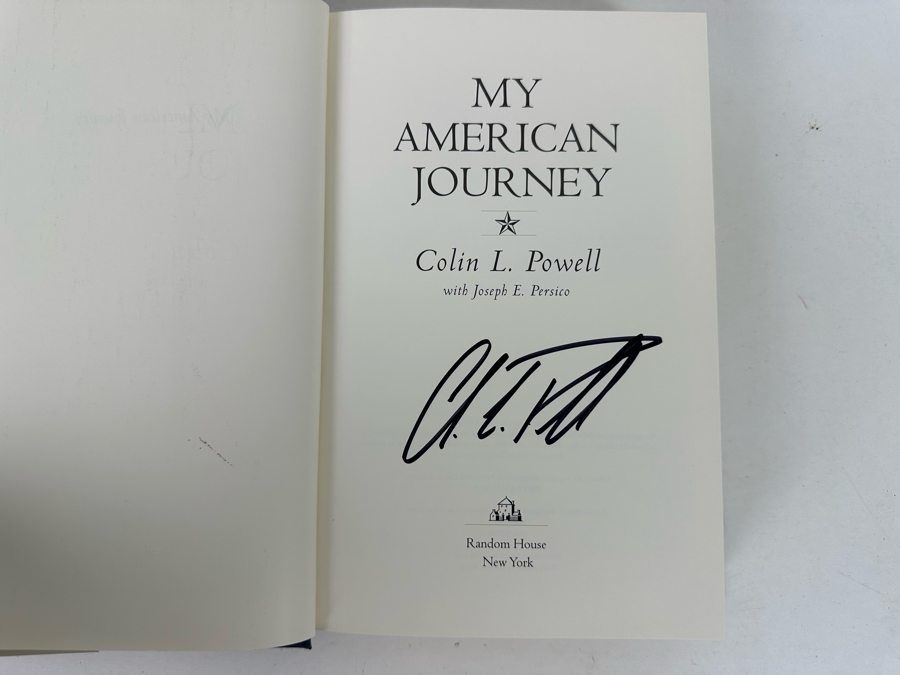 MY
AMERICAN
JOURNEY
Colin L. Powell
with Joseph E. Persico
Random House
New York